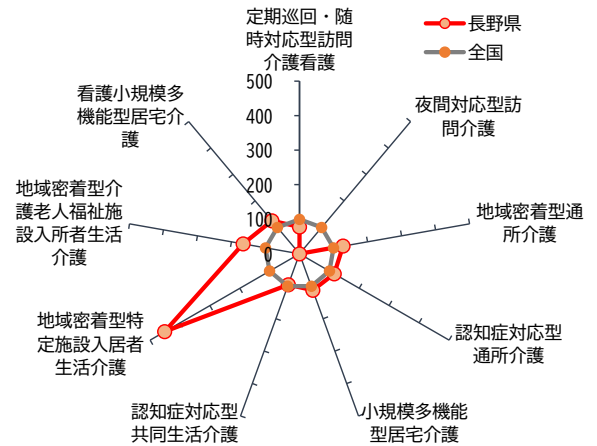 定期巡回・随
時対応型訪問
介護看護
長野県
全国
夜間対応型訪
問介護
地域密着型通
所介護
認知症対応型
通所介護
小規模多機能
型居宅介護
認知症対応型
共同生活介護
地域密着型特
定施設入居者
生活介護
地域密着型介
護老人福祉施
設入所者生活
介護
看護小規模多
機能型居宅介
護
500
400
300
200
100
0